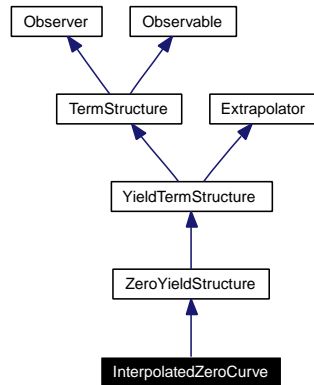 Observer
Observable
TermStructure
Extrapolator
YieldTermStructure
ZeroYieldStructure
InterpolatedZeroCurve